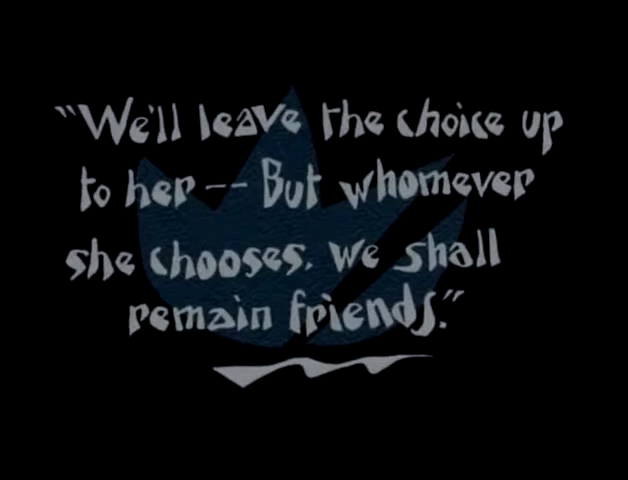 "We'll leave the choice up
to her -- But whomever
she chooses, we shall
remain friends."